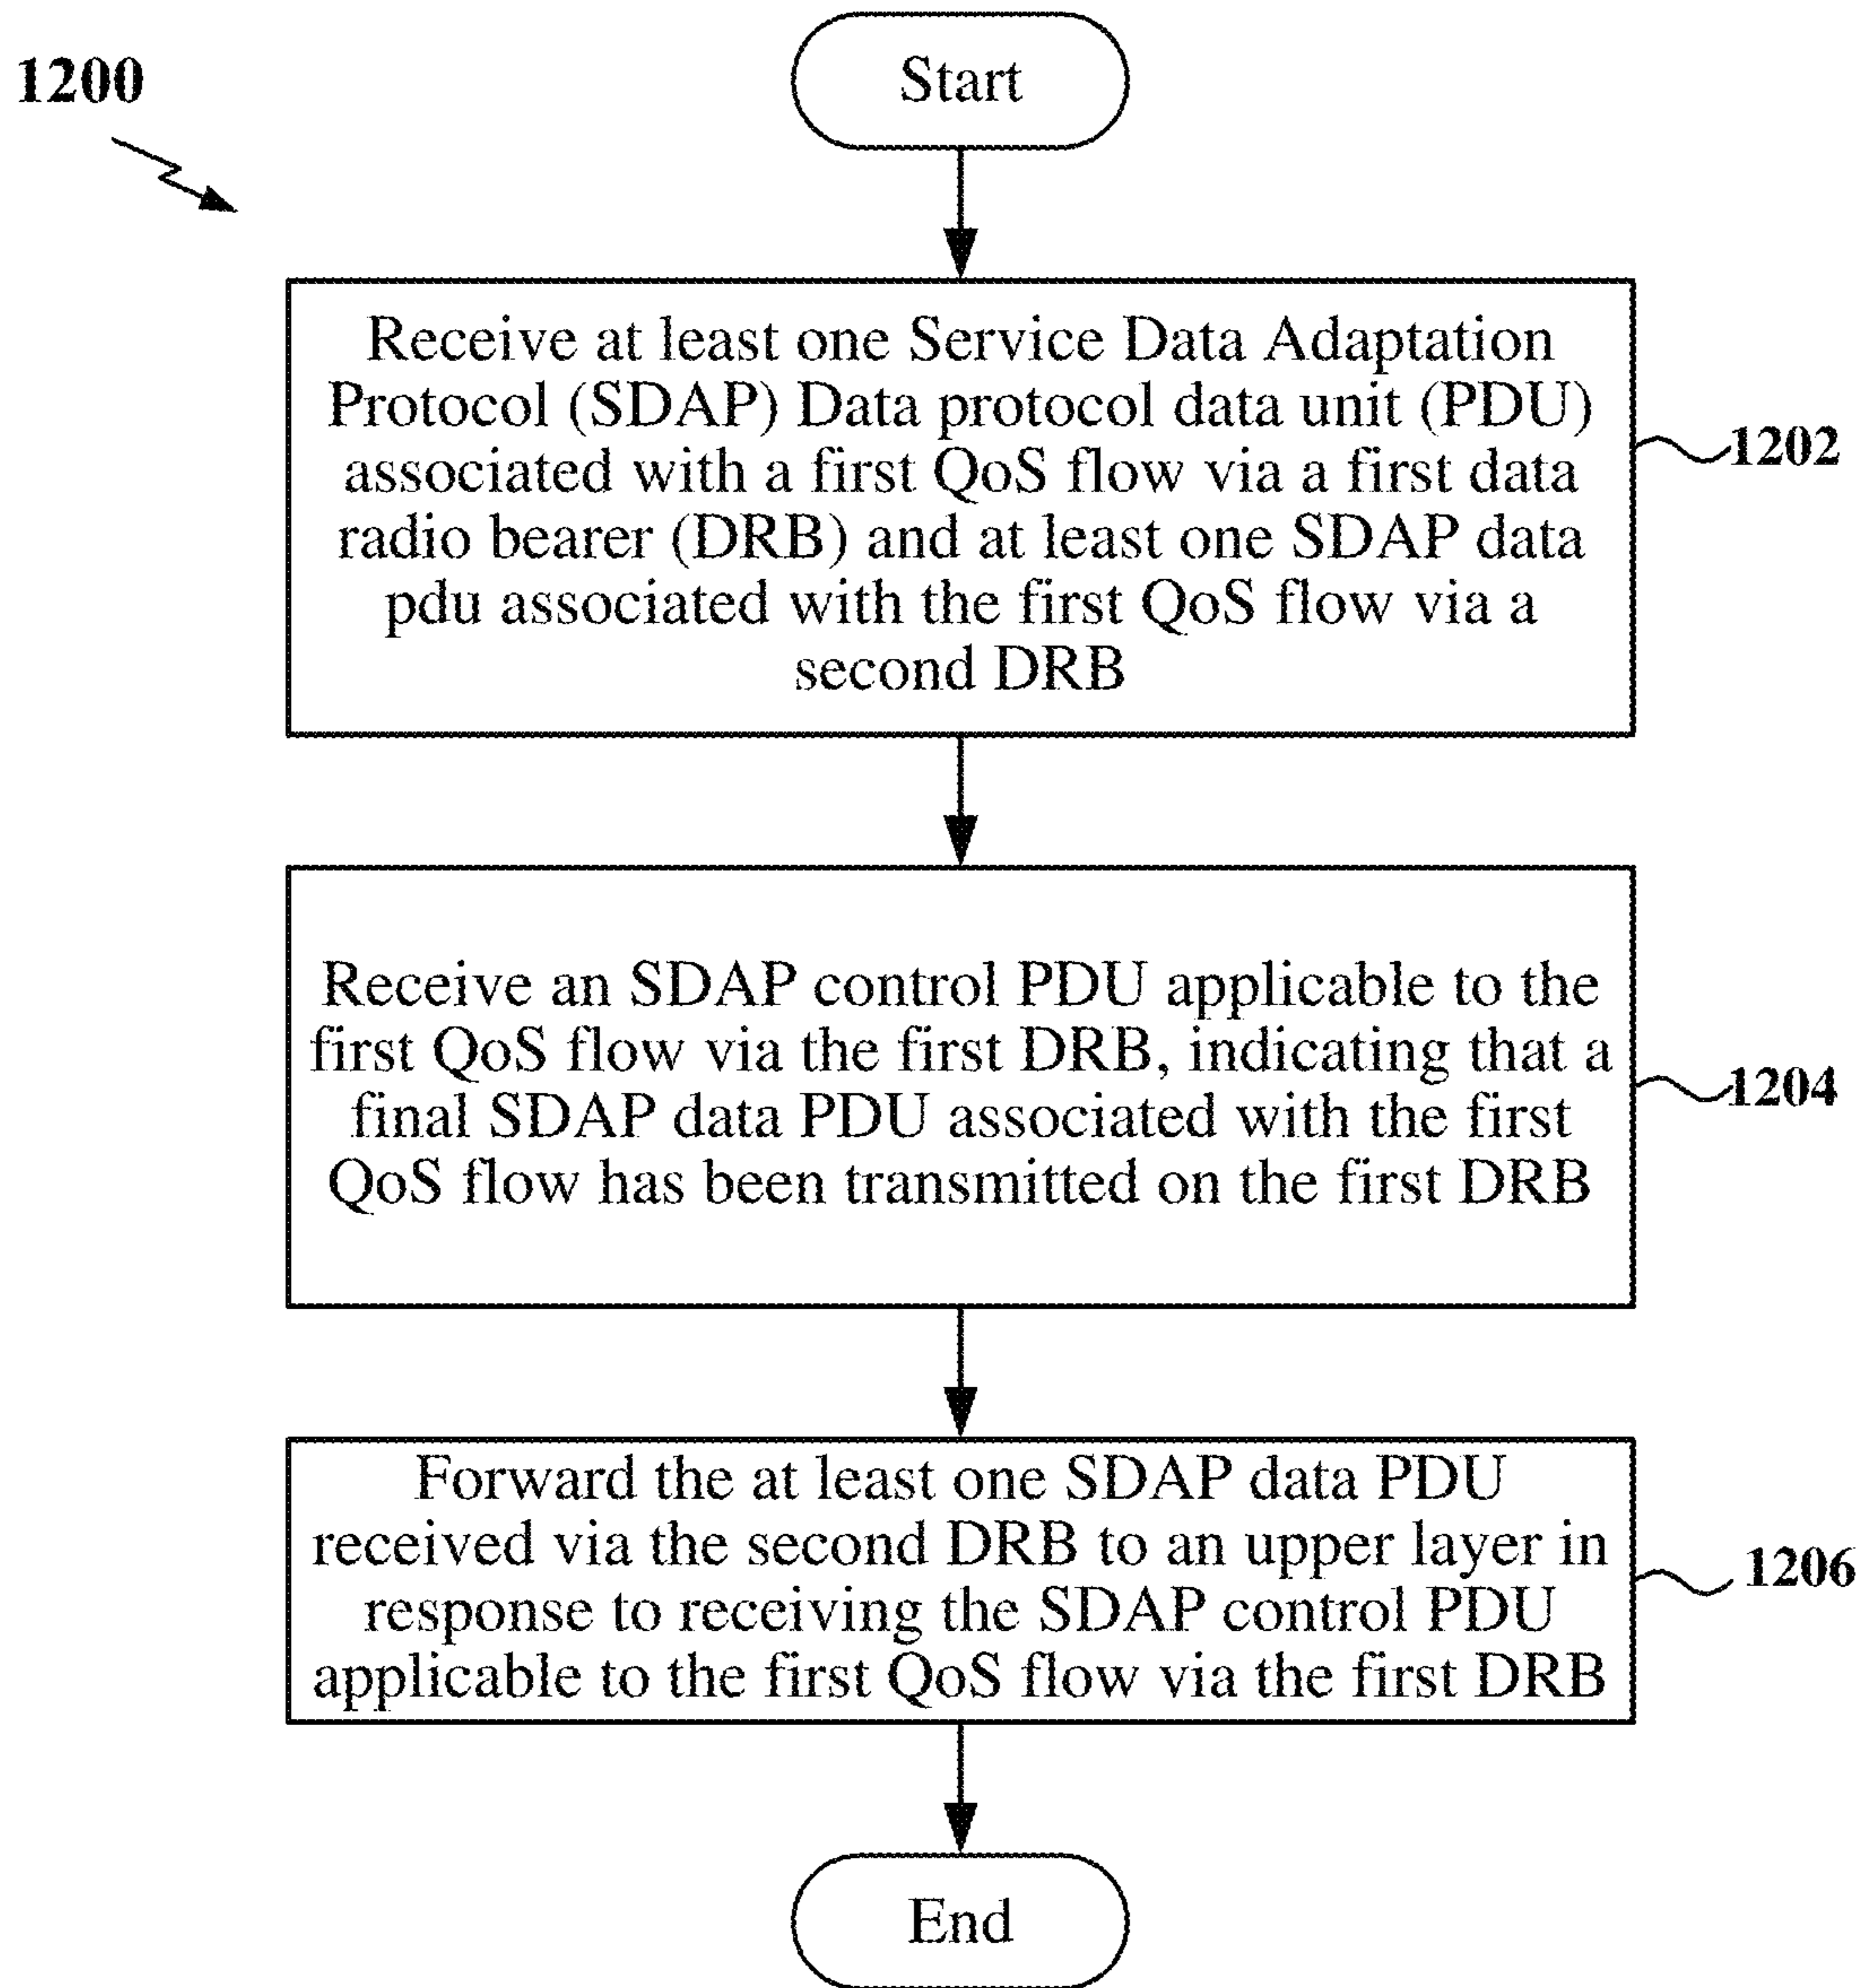 1200
Start
Receive at least one Service Data Adaptation
Protocol (SDAP) Data protocol data unit (PDU)
associated with a first QoS flow via a first data
radio bearer (DRB) and at least one SDAP data
pdu associated with the first QoS flow via a
second DRB
1202
Receive an SDAP control PDU applicable to the
first QoS flow via the first DRB, indicating that a
final SDAP data PDU associated with the first
QoS flow has been transmitted on the first DRB
1204
Forward the at least one SDAP data PDU
received via the second DRB to an upper layer in
response to receiving the SDAP control PDU
applicable to the first QoS flow via the first DRB
1206
End